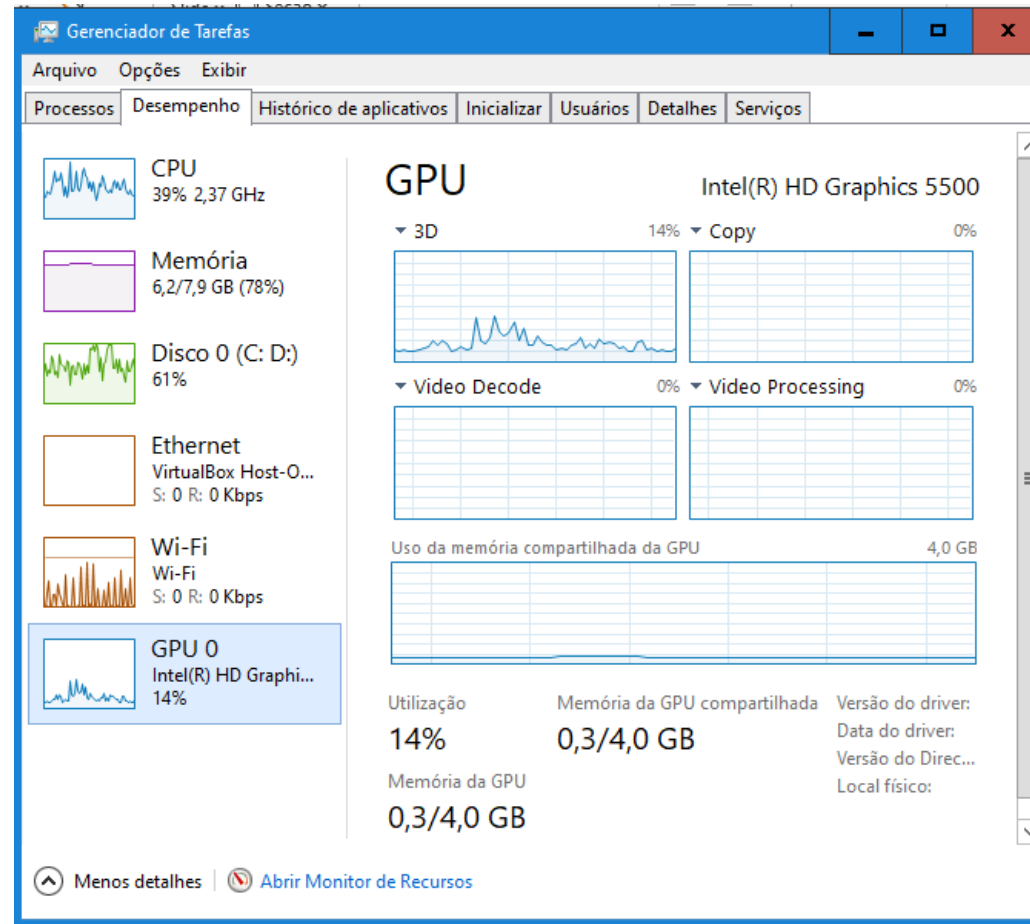 Gerenciador de Tarefas
Arquivo Opções Exibir
Processos Desempenho Histórico de aplicativos Inicializar Usuários Detalhes Serviços
CPU
39% 2,37 GHz
Memória
6,2/7,9 GB (78%)
Disco 0 (C: D:)
61%
Ethernet
VirtualBox Host-O...
S: 0 R: 0 Kbps
Wi-Fi
Wi-Fi
S: 0 R: 0 Kbps
GPU 0
Intel(R) HD Graphi...
14%
GPU Intel(R) HD Graphics 5500
3D 14% Copy 0%
Video Decode 0% Video Processing 0%
Uso da memória compartilhada da GPU 4,0 GB
Utilização
14%
Memória da GPU compartilhada
0,3/4,0 GB
Versão do driver:
Data do driver:
Versão do Direc...
Local físico:
Memória da GPU
0,3/4,0 GB
Menos detalhes Abrir Monitor de Recursos